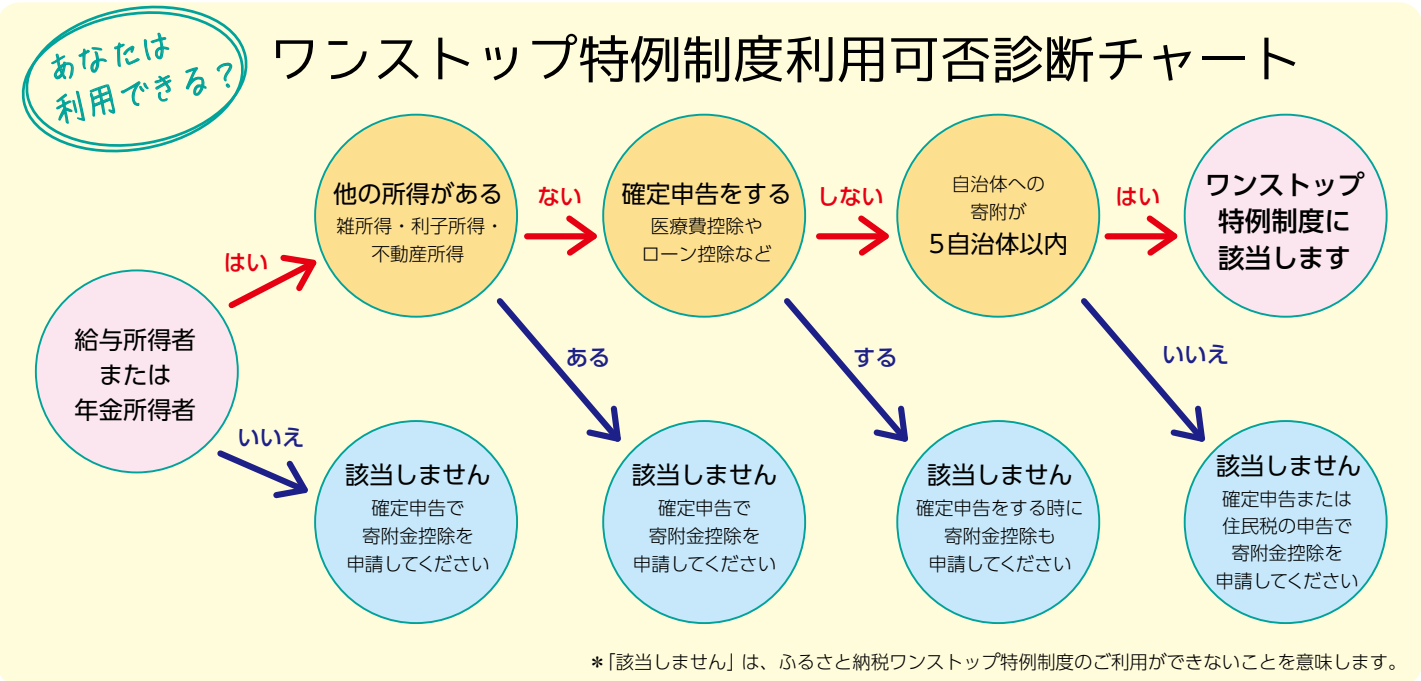 あなたは
利用できる?
ワンストップ特例制度利用可否診断チャート
給与所得者
または
年金所得者
はい
いいえ
他の所得がある
雑所得・利子所得・
不動産所得
ない
ある
確定申告をする
医療費控除や
ローン控除など
しない
する
自治体への
寄附が
5自治体以内
はい
いいえ
ワンストップ
特例制度に
該当します
該当しません
確定申告で
寄附金控除を
申請してください
該当しません
確定申告で
寄附金控除を
申請してください
該当しません
確定申告をする時に
寄附金控除も
申請してください
該当しません
確定申告または
住民税の申告で
寄附金控除を
申請してください
＊「該当しません」は、ふるさと納税ワンストップ特例制度のご利用ができないことを意味します。